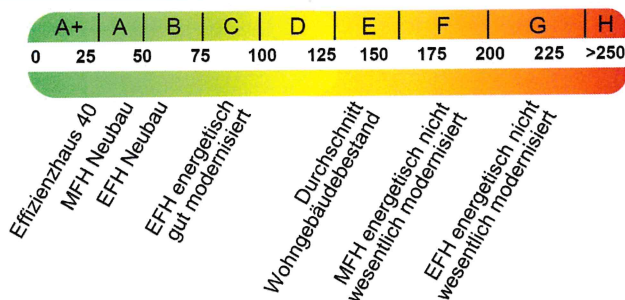 A+ A B C D E F G H
0 25 50 75 100 125 150 175 200 225 >250
Effizienzhaus 40
MFH Neubau
EFH Neubau
EFH energetisch
gut modernisiert
Durchschnitt
Wohngebäudebestand
MFH energetisch nicht
wesentlich modernisiert
EFH energetisch nicht
wesentlich modernisiert